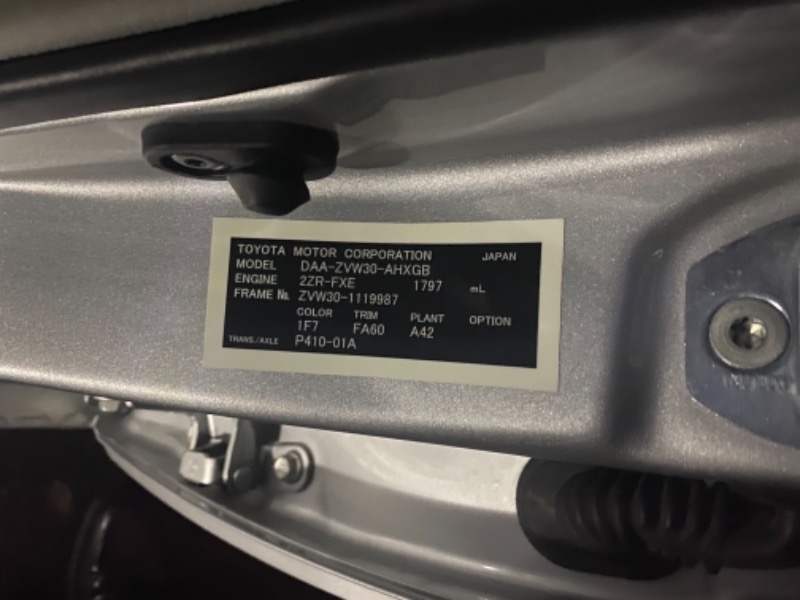 TOYOTA MOTOR CORPORATION JAPAN
MODEL DAA-ZVW30-AHXGB
ENGINE 2ZR-FXE 1797 mL
FRAME No. ZVW30-1119987
COLOR TRIM PLANT OPTION
1F7 FA60 A42
TRANS./AXLE P410-01A